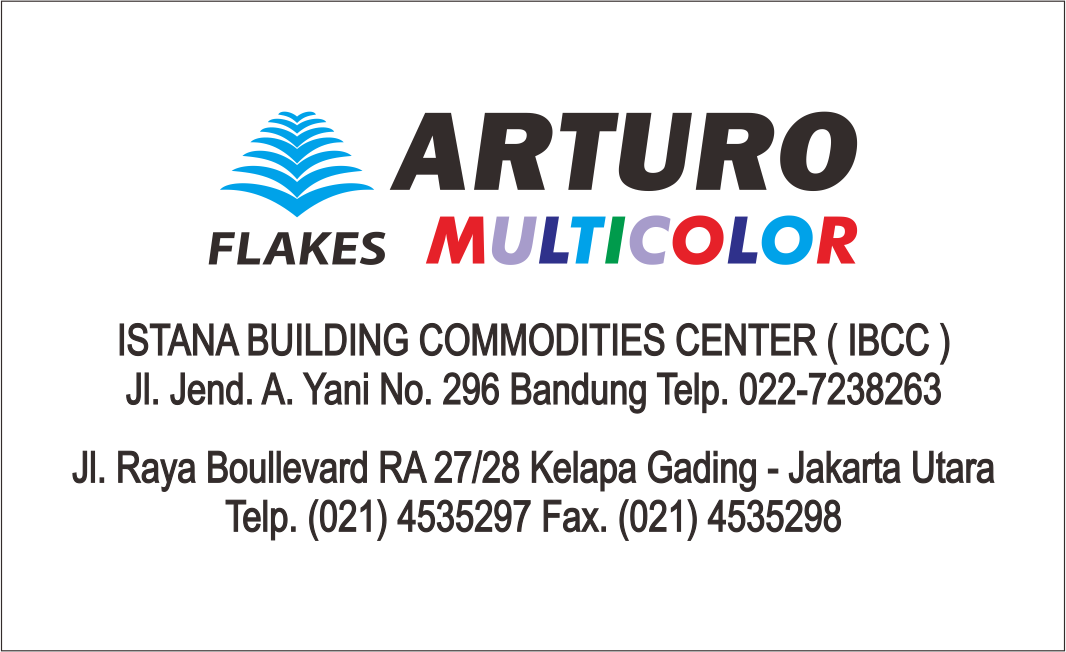 ARTURO
FLAKES MULTICOLOR
ISTANA BUILDING COMMODITIES CENTER ( IBCC )
Jl. Jend. A. Yani No. 296 Bandung Telp. 022-7238263
Jl. Raya Boullevard RA 27/28 Kelapa Gading - Jakarta Utara
Telp. (021) 4535297 Fax. (021) 4535298